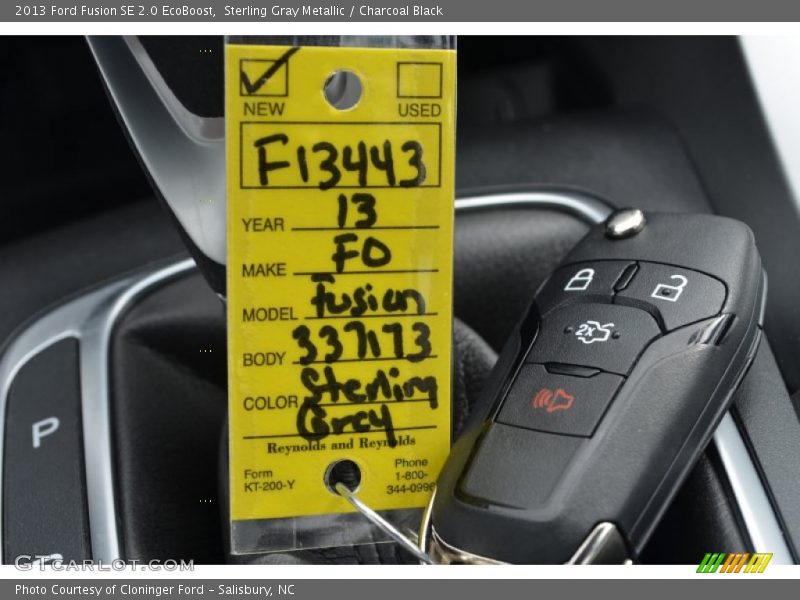 2013 Ford Fusion SE 2.0 EcoBoost, Sterling Gray Metallic / Charcoal Black
NEW USED
F13443
YEAR 13
MAKE FO
MODEL Fusion
BODY 337173
COLOR Sterling
Grey
Reynolds and Reynolds
Form
KT-200-Y
Phone
1-800-
344-0996
P
2x
GTCARLOT.COM
Photo Courtesy of Cloninger Ford - Salisbury, NC